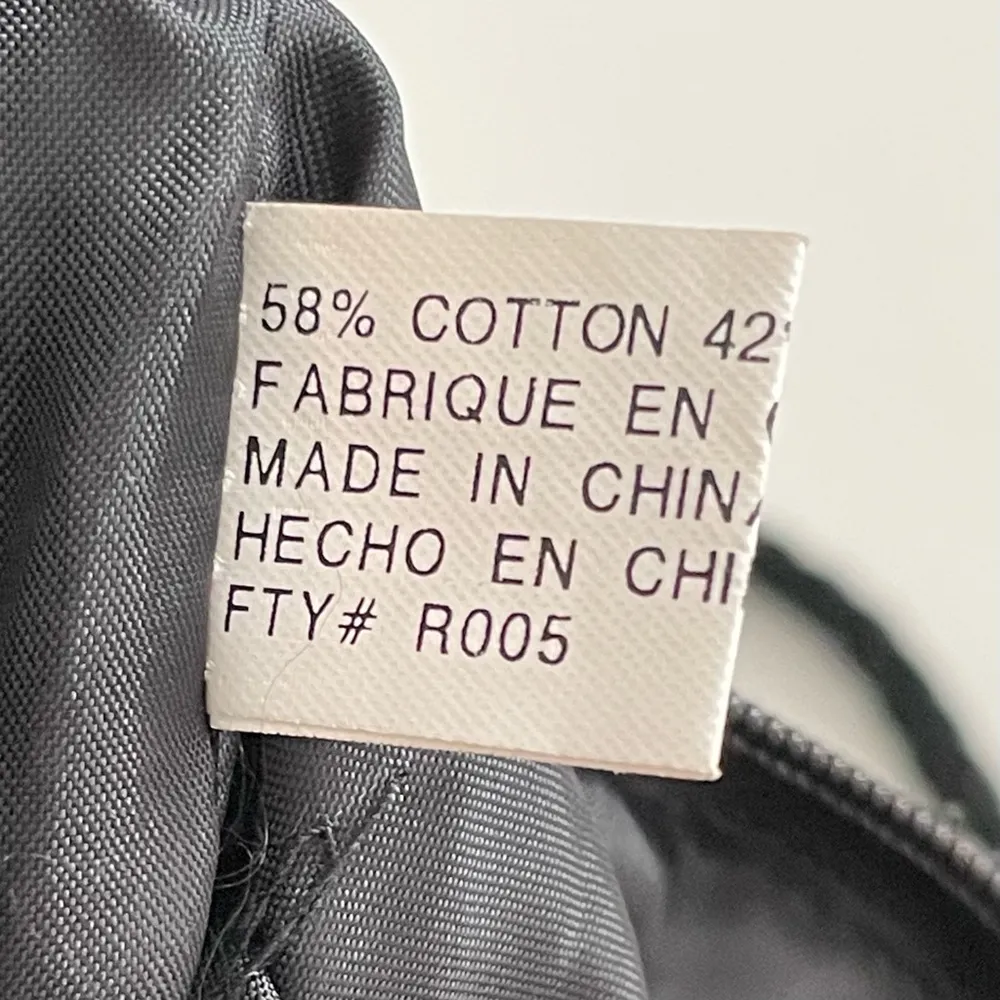 58% COTTON 42
FABRIQUE EN
MADE IN CHINA
HECHO EN CHI
FTY# R005